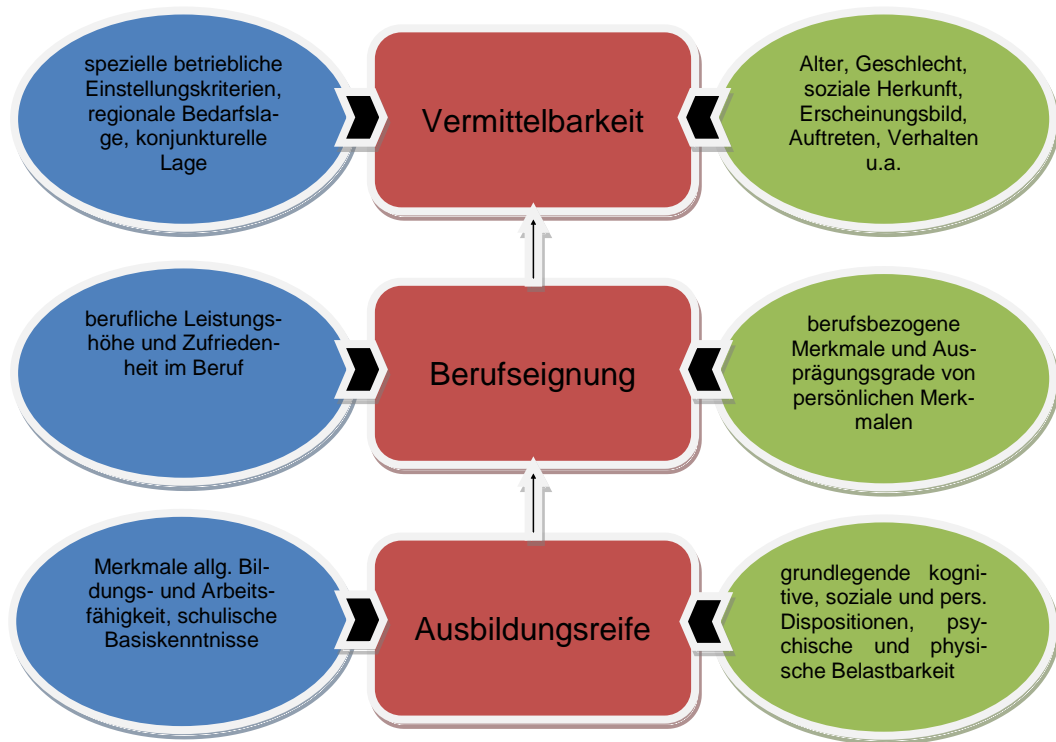 spezielle betriebliche
Einstellungskriterien,
regionale Bedarfsla-
ge, konjunkturelle
Lage
Vermittelbarkeit
Alter, Geschlecht,
soziale Herkunft,
Erscheinungsbild,
Auftreten, Verhalten
u.a.
berufliche Leistungs-
höhe und Zufrieden-
heit im Beruf
Berufseignung
berufsbezogene
Merkmale und Aus-
prägungsgrade von
persönlichen Merk-
malen
Merkmale allg. Bil-
dungs- und Arbeits-
fähigkeit, schulische
Basiskenntnisse
Ausbildungsreife
grundlegende kogni-
tive, soziale und pers.
Dispositionen, psy-
chische und physi-
sche Belastbarkeit